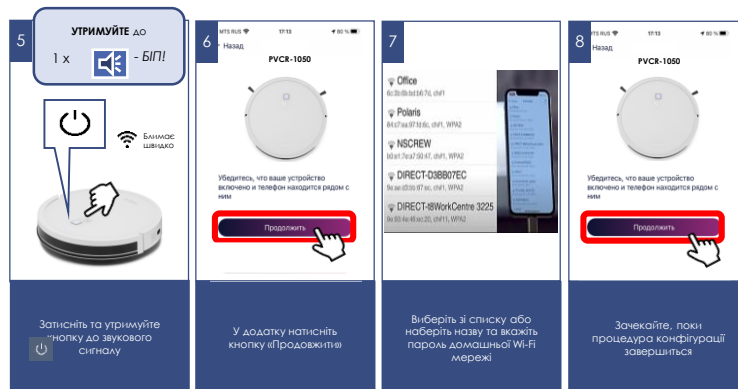 5
УТРИМУЙТЕ ДО
1 x
- БІП!
Блимає
швидко
Затисніть та утримуйте
кнопку до звукового
сигналу
6
MTS RUS
17:13
80 %
Назад
PVCR-1050
Убедитесь, что ваше устройство
включено и телефон находится рядом с
ним
Продолжить
У додатку натисніть
кнопку «Продовжити»
7
Office
Polaris
WPA2
NSCREW
WPA2
DIRECT-D3BB07EC
WPA2
DIRECT-t8WorkCentre 3225
WPA2
Виберіть зі списку або
наберіть назву та вкажіть
пароль домашньої Wi-Fi
мережі
8
MTS RUS
17:13
80 %
Назад
PVCR-1050
Убедитесь, что ваше устройство
включено и телефон находится рядом с
ним
Продолжить
Зачекайте, поки
процедура конфігурації
завершиться